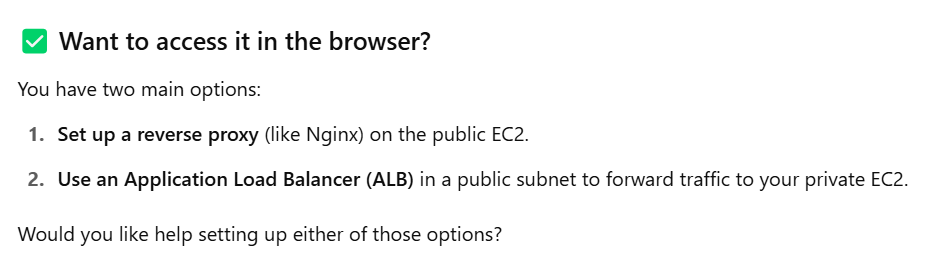 ✅ Want to access it in the browser?
You have two main options:
1. Set up a reverse proxy (like Nginx) on the public EC2.
2. Use an Application Load Balancer (ALB) in a public subnet to forward traffic to your private EC2.
Would you like help setting up either of those options?